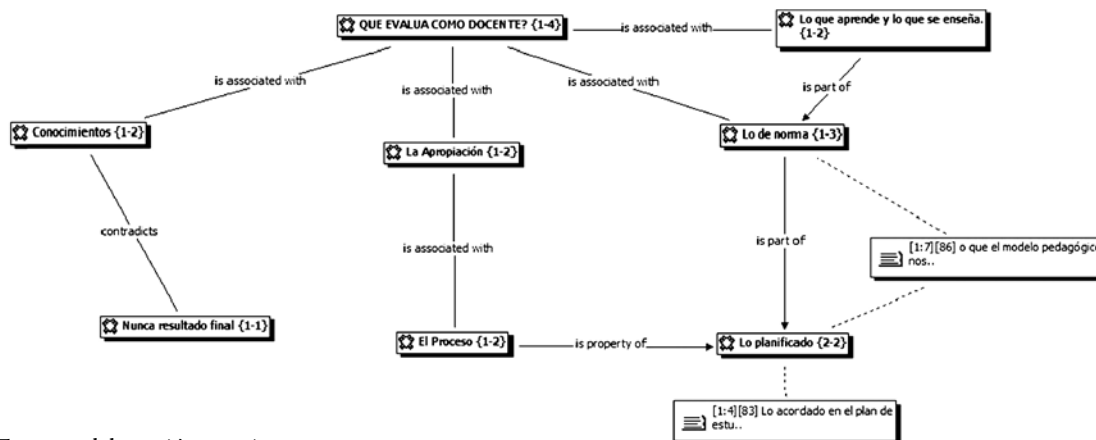 QUE EVALUA COMO DOCENTE? {1-4}
is associated with
Lo que aprende y lo que se enseña.
{1-2}
is associated with
is associated with
is associated with
is part of
Conocimientos {1-2}
La Apropiación {1-2}
Lo de norma {1-3}
contradicts
is associated with
is part of
[1:7][86] o que el modelo pedagógico
nos..
Nunca resultado final {1-1}
El Proceso {1-2}
is property of
Lo planificado {2-2}
[1:4][83] Lo acordado en el plan de
estu..